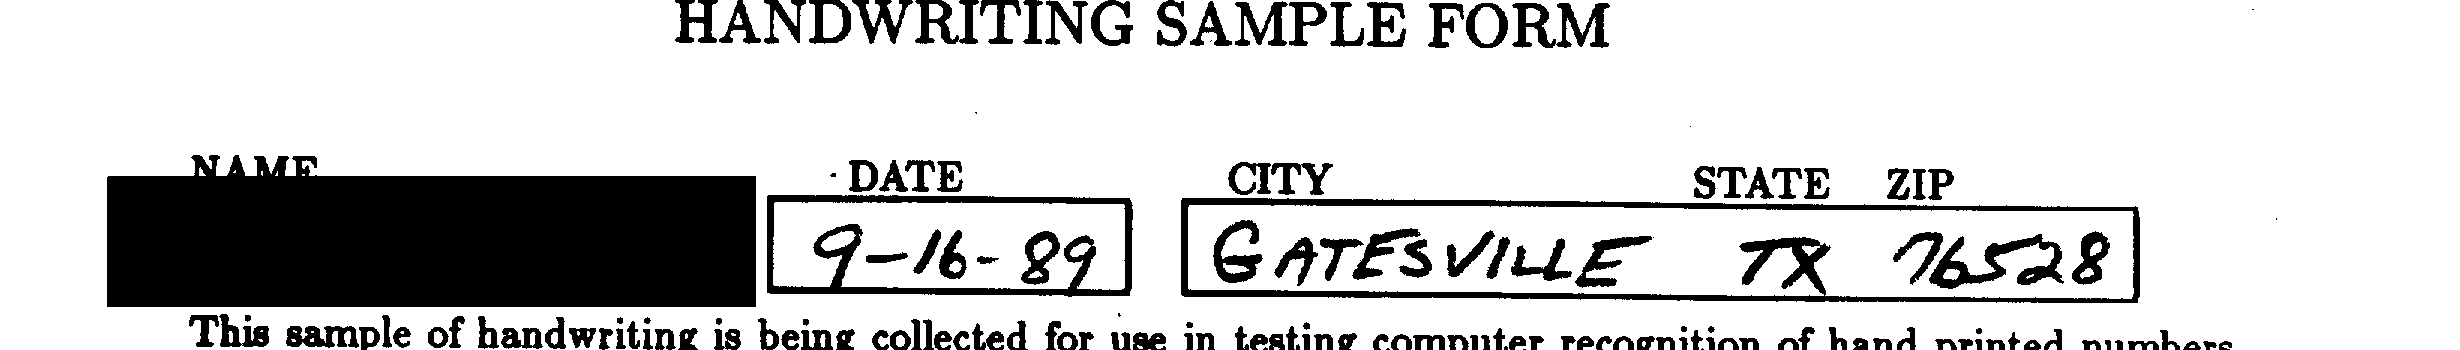 HANDWRITING SAMPLE FORM
NAME DATE CITY STATE ZIP
9-16-89 GATESVILLE TX 76528
This sample of handwriting is being collected for use in testing computer recognition of hand printed numbers